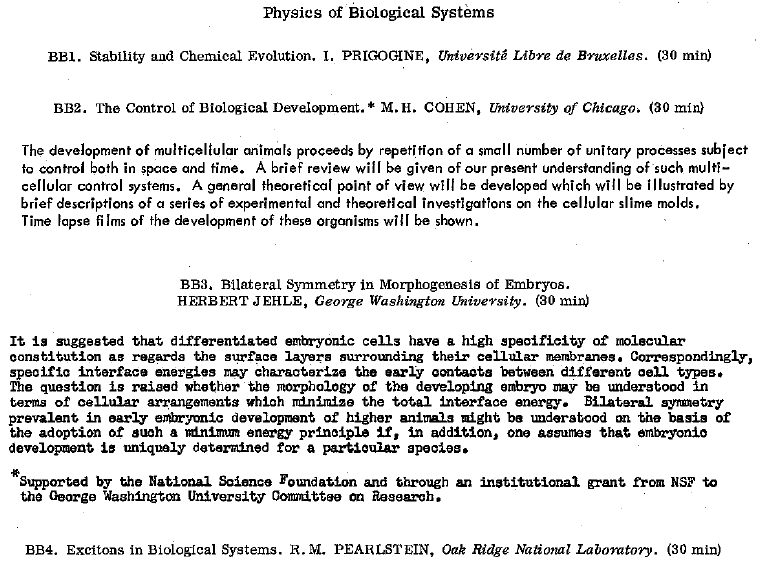 Physics of Biological Systems
BB1. Stability and Chemical Evolution. I. PRIGOGINE, Université Libre de Bruxelles. (30 min)
BB2. The Control of Biological Development.* M.H. COHEN, University of Chicago. (30 min)
The development of multicellular animals proceeds by repetition of a small number of unitary processes subject
to control both in space and time. A brief review will be given of our present understanding of such multi-
cellular control systems. A general theoretical point of view will be developed which will be illustrated by
brief descriptions of a series of experimental and theoretical investigations on the cellular slime molds.
Time lapse films of the development of these organisms will be shown.
BB3. Bilateral Symmetry in Morphogenesis of Embryos.
HERBERT JEHLE, George Washington University. (30 min)
It is suggested that differentiated embryonic cells have a high specificity of molecular
constitution as regards the surface layers surrounding their cellular membranes. Correspondingly,
specific interface energies may characterize the early contacts between different cell types.
The question is raised whether the morphology of the developing embryo may be understood in
terms of cellular arrangements which minimize the total interface energy. Bilateral symmetry
prevalent in early embryonic development of higher animals might be understood on the basis of
the adoption of such a minimum energy principle if, in addition, one assumes that embryonic
development is uniquely determined for a particular species.
*Supported by the National Science Foundation and through an institutional grant from NSF to
the George Washington University Committee on Research.
BB4. Excitons in Biological Systems. R.M. PEARLSTEIN, Oak Ridge National Laboratory. (30 min)